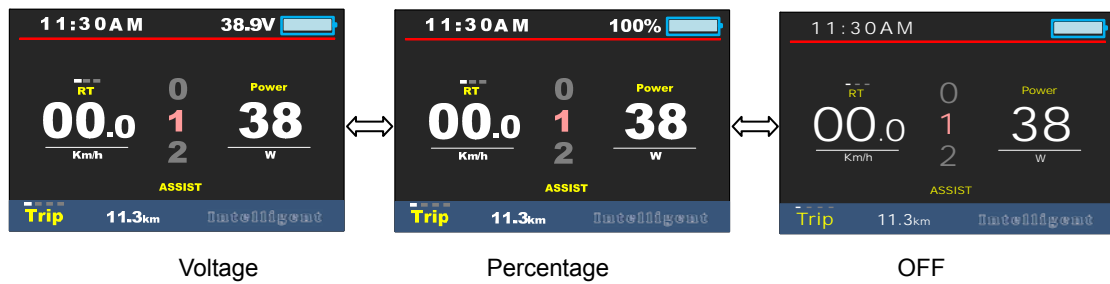 11:30AM 38.9V
RT 0 Power
00.0 1 38
Km/h 2 W
ASSIST
Trip 11.3km Intelligent
11:30AM 100%
RT 0 Power
00.0 1 38
Km/h 2 W
ASSIST
Trip 11.3km Intelligent
11:30AM
RT 0 Power
00.0 1 38
Km/h 2 W
ASSIST
Trip 11.3km Intelligent
Voltage Percentage OFF